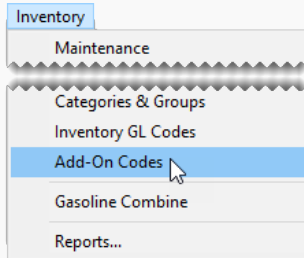 Inventory
Maintenance
Categories & Groups
Inventory GL Codes
Add-On Codes
Gasoline Combine
Reports...